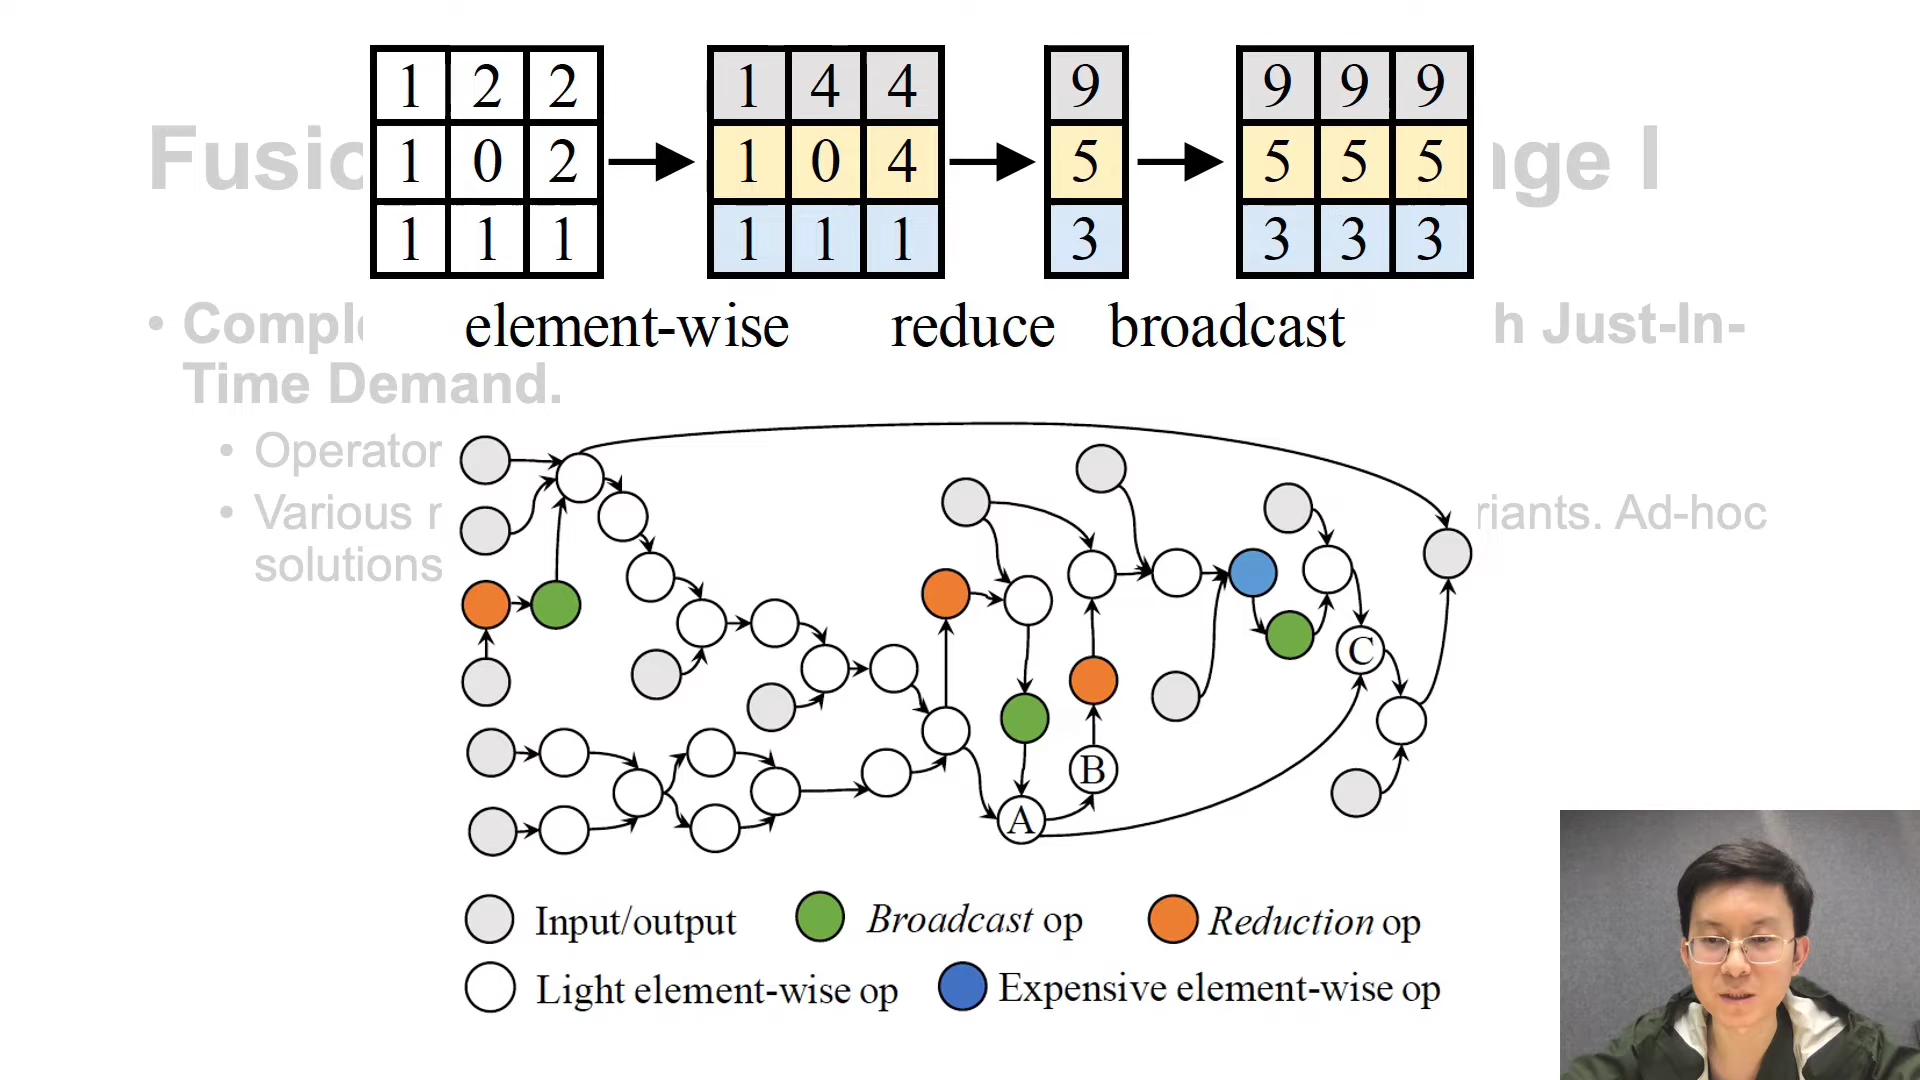 1 2 2 1 4 4 9 9 9 9
1 0 2 1 0 4 5 5 5 5
1 1 1 1 1 1 3 3 3 3
element-wise reduce broadcast
Fusio nge I
• Comple h Just-In-
Time Demand.
• Operator
• Various r riants. Ad-hoc
solutions
C
B
A
Input/output Broadcast op Reduction op
Light element-wise op Expensive element-wise op